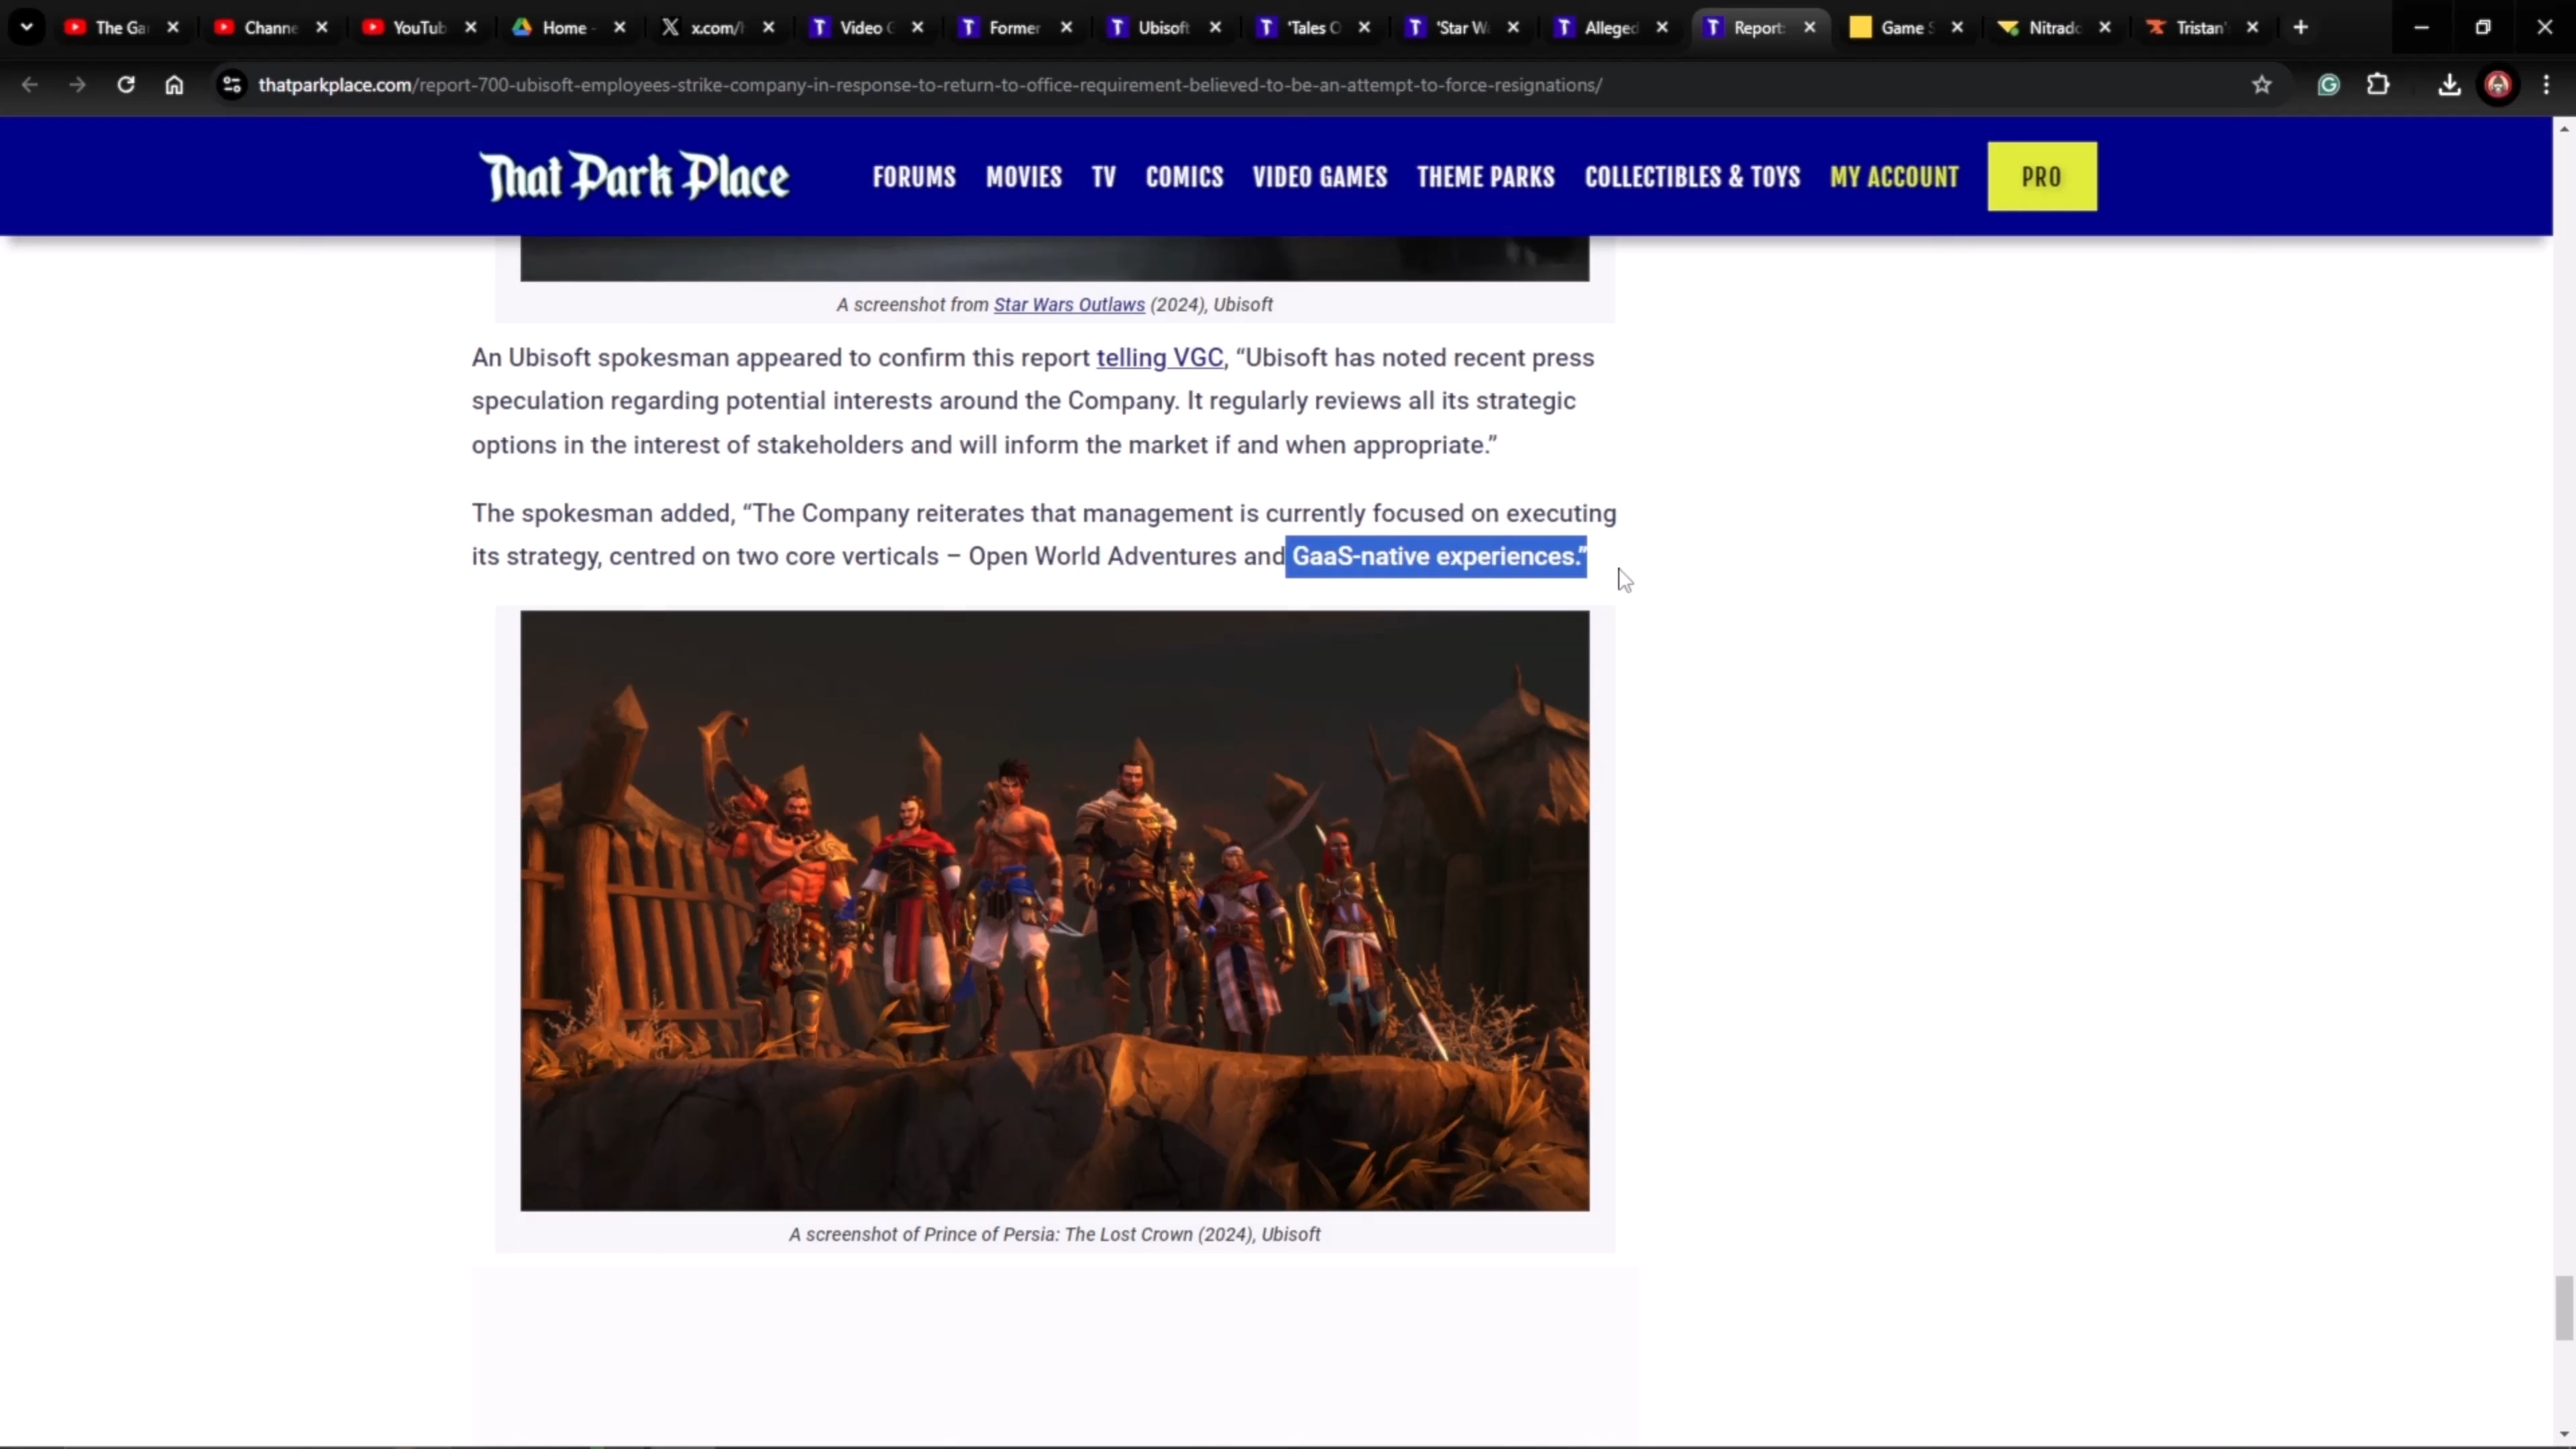 The Ga
Channe
YouTub
Home -
x.com/
Video G
Former
Ubisoft
'Tales O
'Star W
Alleged
Report:
Game S
Nitrado
Tristan'
thatparkplace.com/report-700-ubisoft-employees-strike-company-in-response-to-return-to-office-requirement-believed-to-be-an-attempt-to-force-resignations/
That Park Place
FORUMS MOVIES TV COMICS VIDEO GAMES THEME PARKS COLLECTIBLES & TOYS MY ACCOUNT PRO
A screenshot from Star Wars Outlaws (2024), Ubisoft
An Ubisoft spokesman appeared to confirm this report telling VGC, “Ubisoft has noted recent press
speculation regarding potential interests around the Company. It regularly reviews all its strategic
options in the interest of stakeholders and will inform the market if and when appropriate.”
The spokesman added, “The Company reiterates that management is currently focused on executing
its strategy, centred on two core verticals – Open World Adventures and GaaS-native experiences.”
A screenshot of Prince of Persia: The Lost Crown (2024), Ubisoft